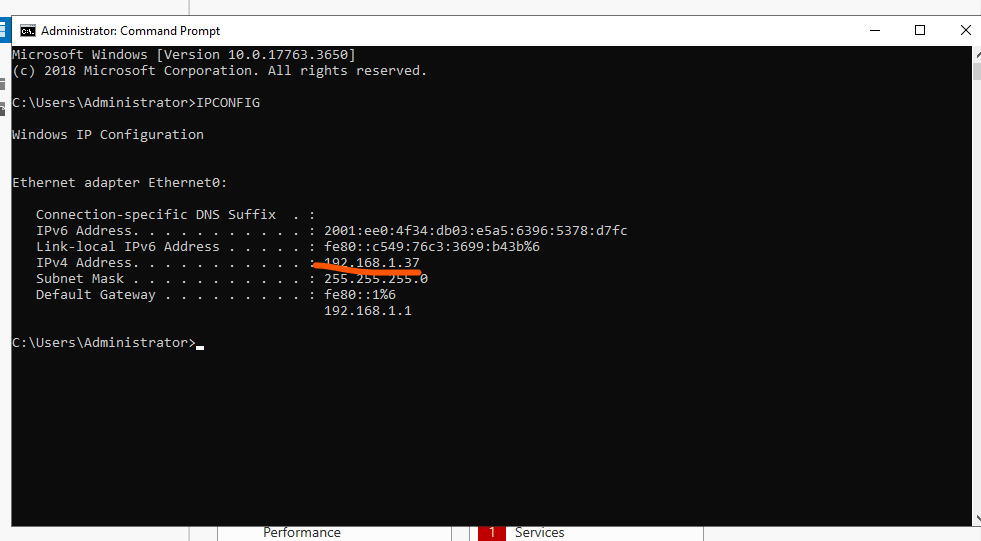 Administrator: Command Prompt
Microsoft Windows [Version 10.0.17763.3650]
(c) 2018 Microsoft Corporation. All rights reserved.
C:\Users\Administrator>IPCONFIG
Windows IP Configuration
Ethernet adapter Ethernet0:
Connection-specific DNS Suffix  . :
IPv6 Address. . . . . . . . . . . : 2001:ee0:4f34:db03:e5a5:6396:5378:d7fc
Link-local IPv6 Address . . . . . : fe80::c549:76c3:3699:b43b%6
IPv4 Address. . . . . . . . . . . : 192.168.1.37
Subnet Mask . . . . . . . . . . . : 255.255.255.0
Default Gateway . . . . . . . . . : fe80::1%6
192.168.1.1
C:\Users\Administrator>
Performance
1 Services